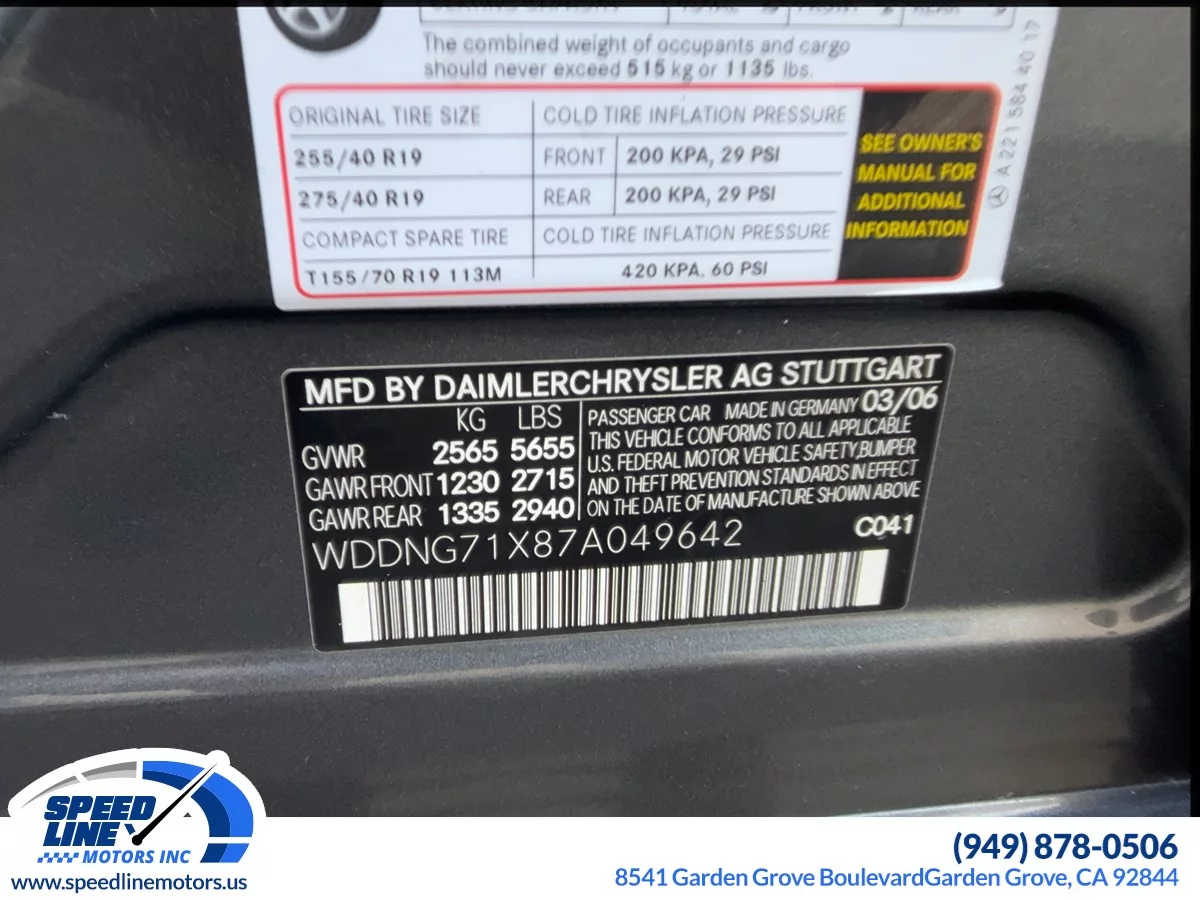 The combined weight of occupants and cargo
should never exceed 515 kg or 1135 lbs.
ORIGINAL TIRE SIZE COLD TIRE INFLATION PRESSURE
255/40 R19 FRONT 200 KPA, 29 PSI
275/40 R19 REAR 200 KPA, 29 PSI
COMPACT SPARE TIRE COLD TIRE INFLATION PRESSURE
T155/70 R19 113M 420 KPA. 60 PSI
SEE OWNER'S
MANUAL FOR
ADDITIONAL
INFORMATION
A 221 584 40 17
MFD BY DAIMLERCHRYSLER AG STUTTGART
KG LBS
GVWR 2565 5655
GAWR FRONT 1230 2715
GAWR REAR 1335 2940
PASSENGER CAR MADE IN GERMANY 03/06
THIS VEHICLE CONFORMS TO ALL APPLICABLE
U.S. FEDERAL MOTOR VEHICLE SAFETY,BUMPER
AND THEFT PREVENTION STANDARDS IN EFFECT
ON THE DATE OF MANUFACTURE SHOWN ABOVE
WDDNG71X87A049642 C041
SPEED
LINE
MOTORS INC
www.speedlinemotors.us
(949) 878-0506
8541 Garden Grove BoulevardGarden Grove, CA 92844